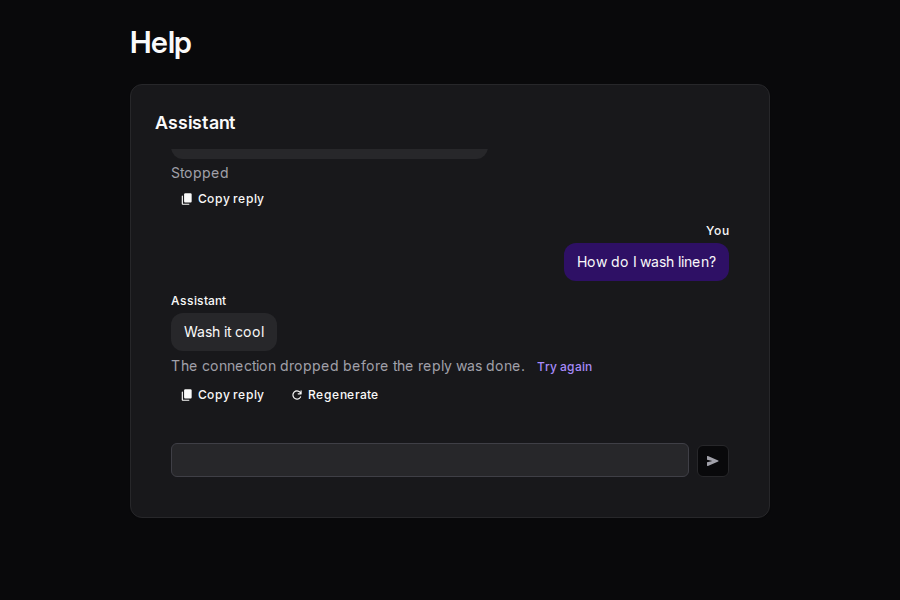 Help
Assistant
Stopped
Copy reply
You
How do I wash linen?
Assistant
Wash it cool
The connection dropped before the reply was done. Try again
Copy reply Regenerate